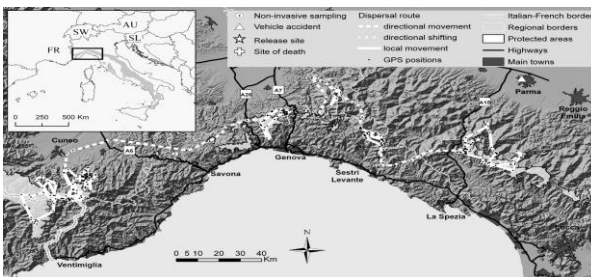 AU
SW
FR
SL
0 500 Km
Non-invasive sampling
Vehicle accident
Release site
Site of death
Dispersal route
directional movement
directional shifting
local movement
GPS positions
Italian-French border
Regional borders
Protected areas
Highways
Main towns
A7
A26
Parma
Reggio
Emilia
Cuneo
A6
Genova
Savona
Sestri
Levante
La Spezia
Ventimiglia
N
0 5 10 20 30 40
Km